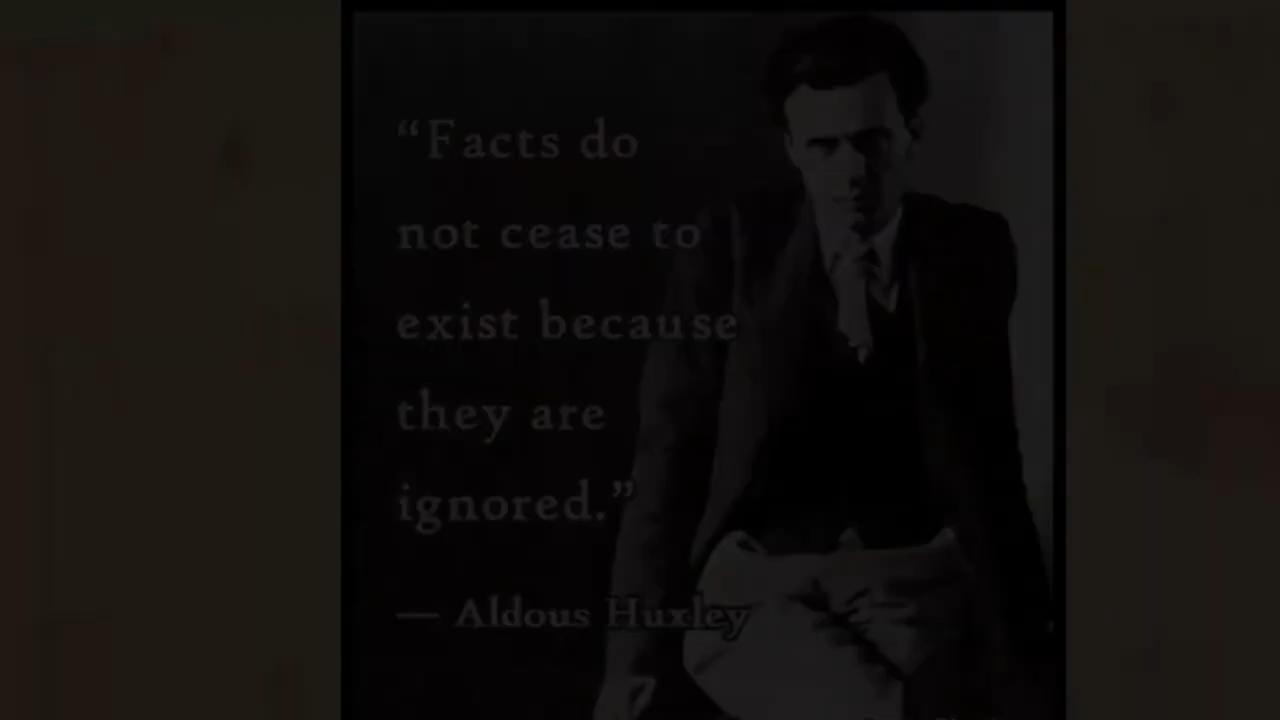 “Facts do
not cease to
exist because
they are
ignored.”
— Aldous Huxley